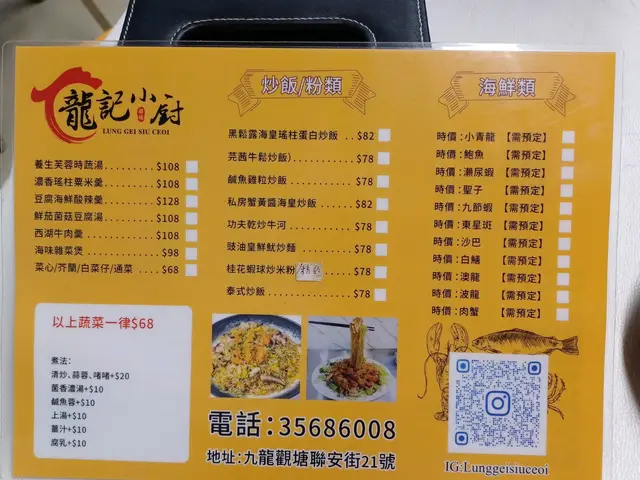 龍記小厨
LUNG GEI SIU CEOI
養生芙蓉時蔬湯 $108
濃香瑤柱粟米羹 $108
豆腐海鮮酸辣羹 $128
鮮茄菌菇豆腐湯 $108
西湖牛肉羹 $108
海味雜菜煲 $98
菜心/芥蘭/白菜仔/通菜 $68
以上蔬菜一律$68
煮法:
清炒、蒜蓉、啫啫+$20
菌香濃湯+$10
鹹魚蓉+$10
上湯+$10
薑汁+$10
腐乳+$10
炒飯/粉類
黑鬆露海皇瑤柱蛋白炒飯 $82
芫茜牛鬆炒飯) $78
鹹魚雞粒炒飯 $78
私房蟹黃醬海皇炒飯 $82
功夫乾炒牛河 $78
豉油皇鮮魷炒麵 $78
桂花蝦球炒米粉 $78
泰式炒飯 $78
電話:35686008
地址:九龍觀塘聯安街21號
海鮮類
時價:小青龍 【需預定】
時價:鮑魚 【需預定】
時價:瀨尿蝦 【需預定】
時價:聖子 【需預定】
時價:九節蝦 【需預定】
時價:東星斑 【需預定】
時價:沙巴 【需預定】
時價:白鱔 【需預定】
時價:澳龍 【需預定】
時價:波龍 【需預定】
時價:肉蟹 【需預定】
IG:Lunggeisiuceoi